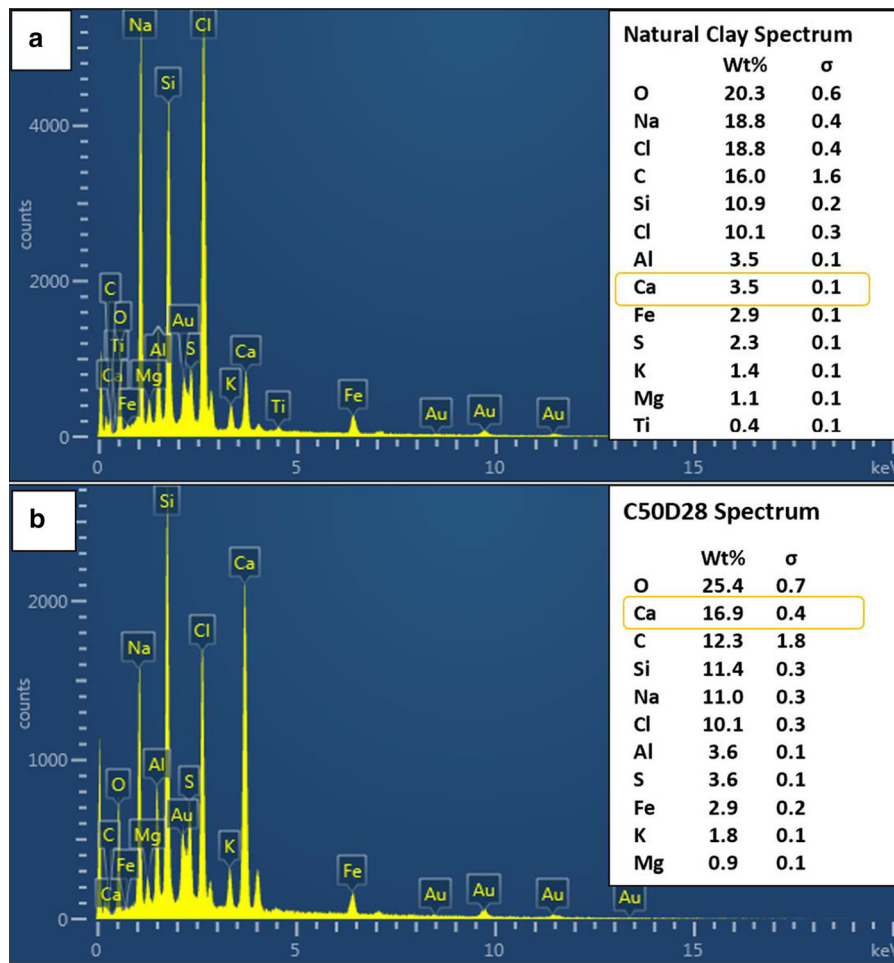 a
Na
Cl
Si
4000
counts
2000
C
O
Au
Ti
Al
S
Ca
Ca
Mg
K
Fe
Ti
Fe
Au
Au
Au
0
0
5
15
keV
Natural Clay Spectrum
Wt% σ
O 20.3 0.6
Na 18.8 0.4
Cl 18.8 0.4
C 16.0 1.6
Si 10.9 0.2
Cl 10.1 0.3
Al 3.5 0.1
Ca 3.5 0.1
Fe 2.9 0.1
S 2.3 0.1
K 1.4 0.1
Mg 1.1 0.1
Ti 0.4 0.1
10
b
Si
Ca
2000
Cl
Na
counts
1000
O
Al
S
Au
C
Mg
Fe
K
Ca
Fe
Au
Au
Au
Au
0
0
5
10
15
keV
C50D28 Spectrum
Wt% σ
O 25.4 0.7
Ca 16.9 0.4
C 12.3 1.8
Si 11.4 0.3
Na 11.0 0.3
Cl 10.1 0.3
Al 3.6 0.1
S 3.6 0.1
Fe 2.9 0.2
K 1.8 0.1
Mg 0.9 0.1